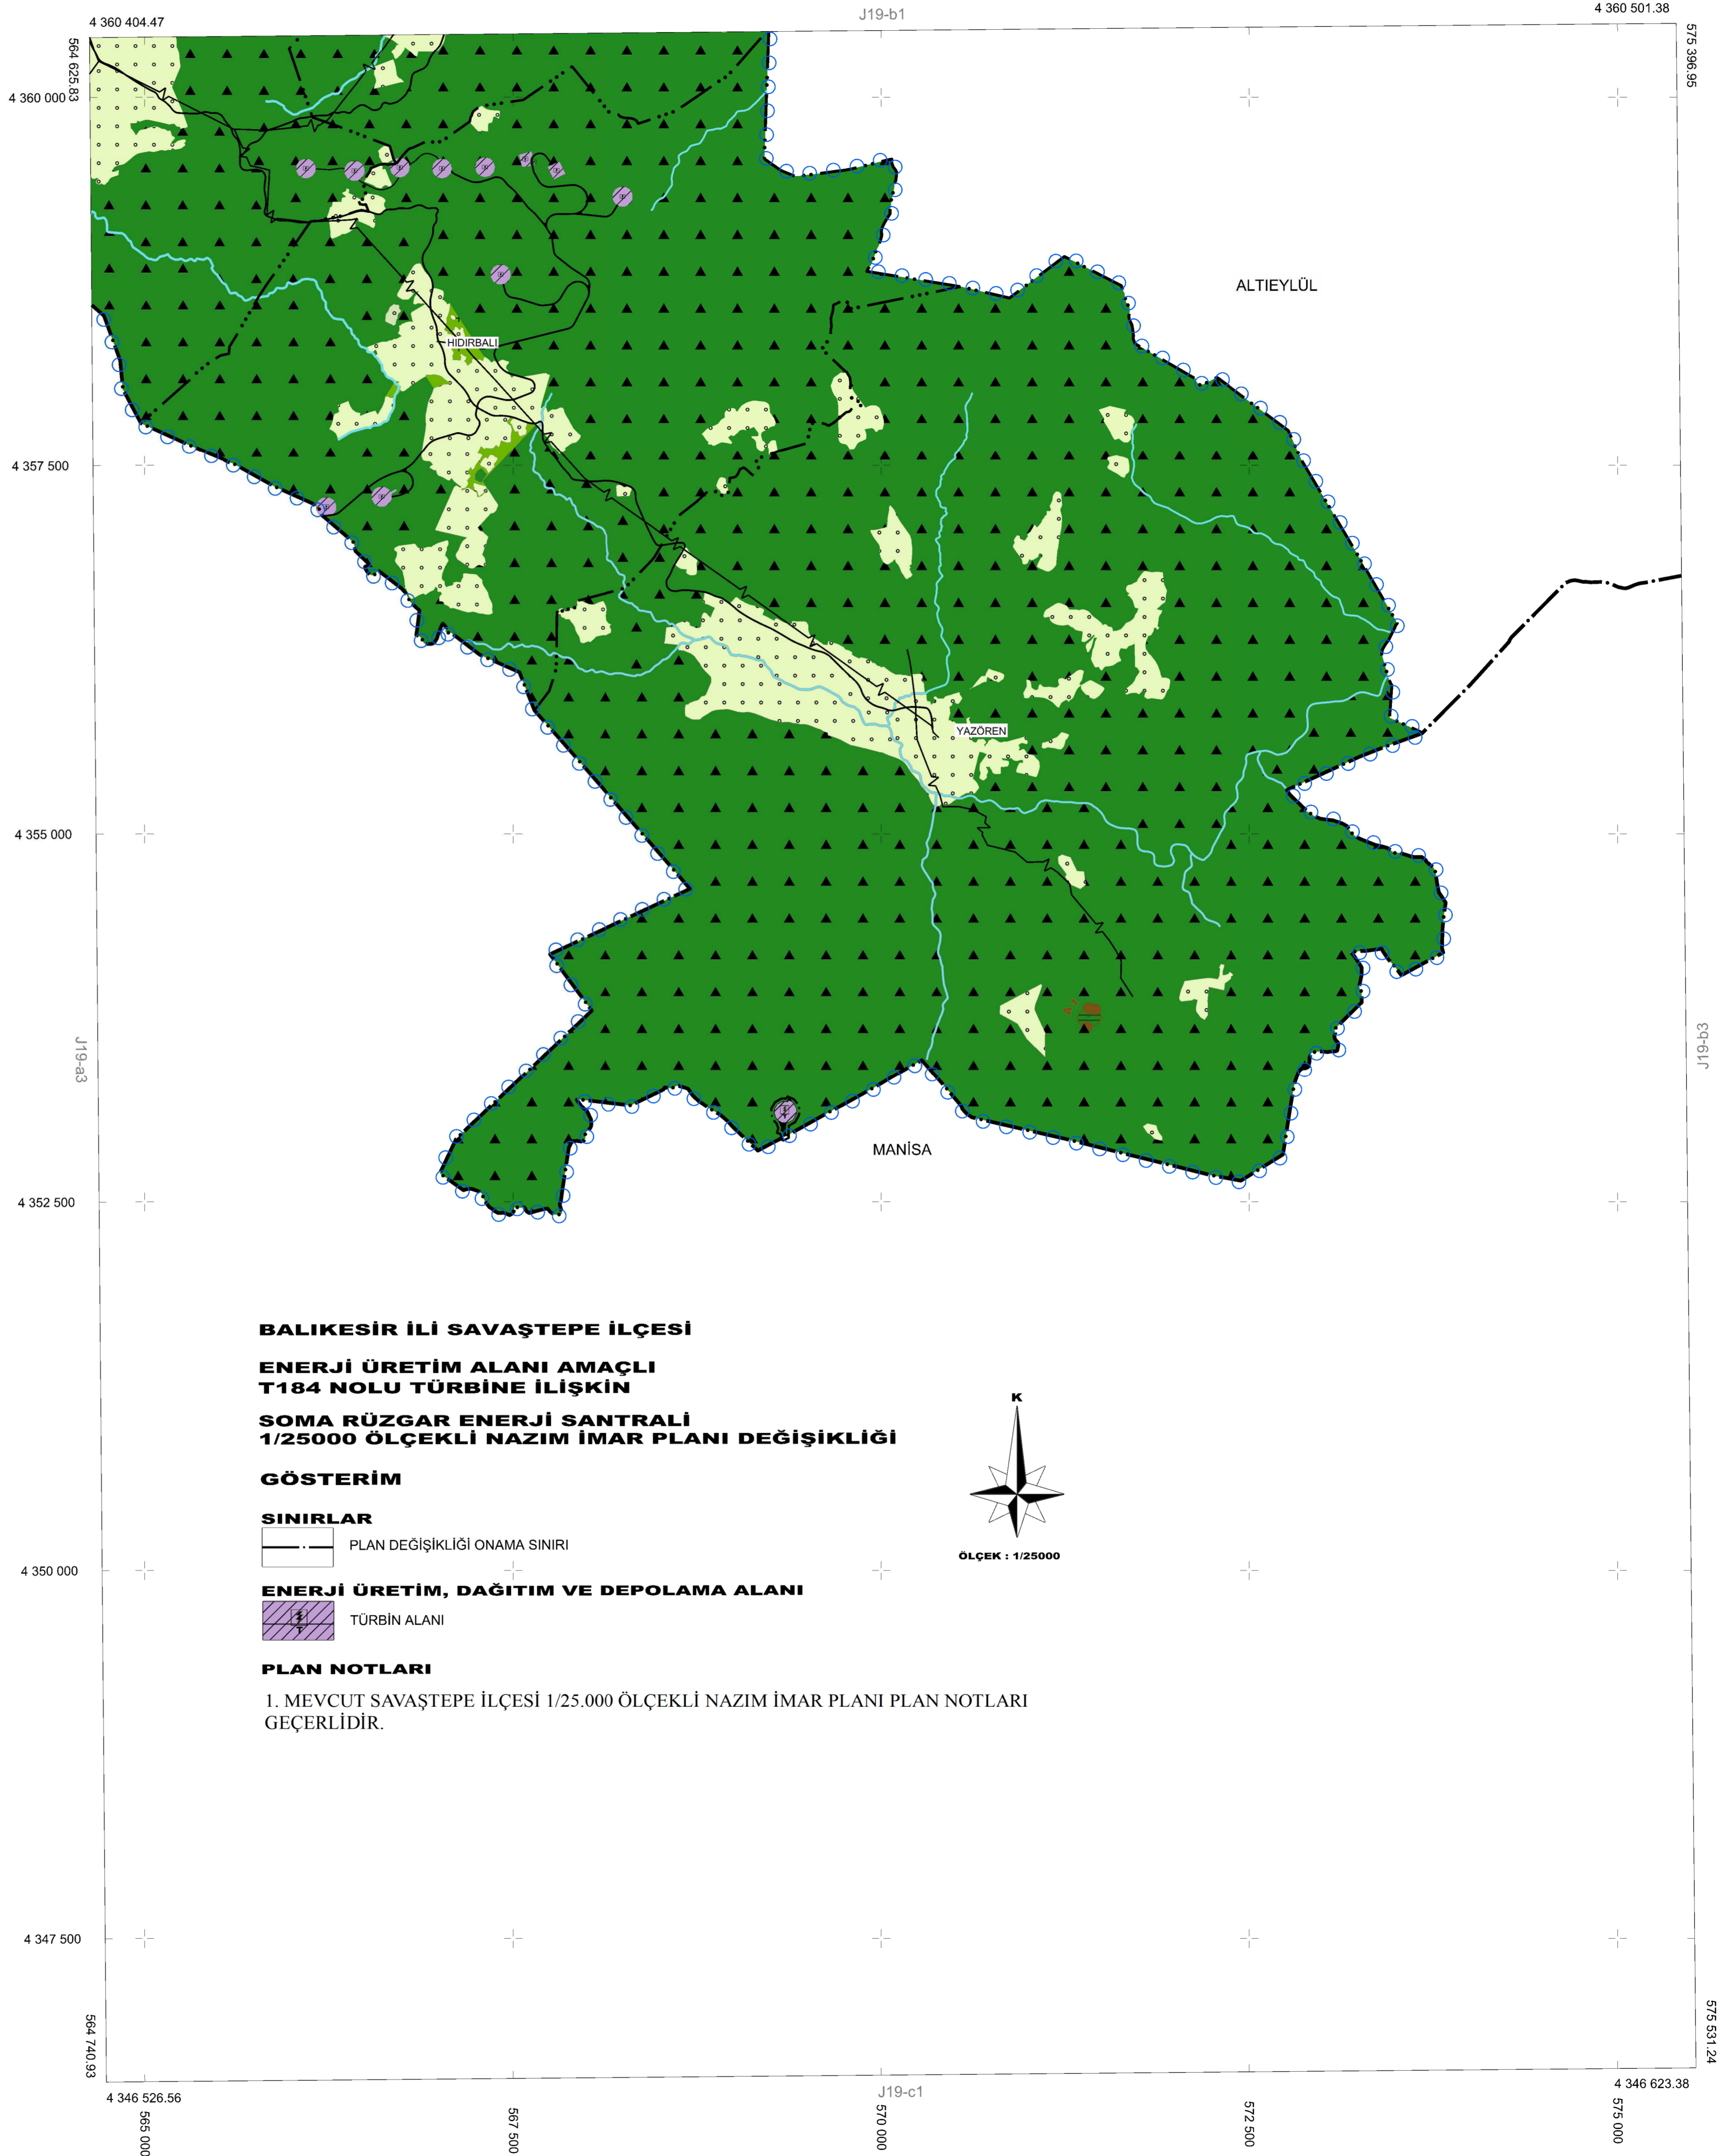 J19-b1
4 360 404.47
4 360 501.38
564 625.83
575 396.95
4 360 000
ALTIEYLÜL
HIDIRBALI
4 357 500
YAZÖREN
4 355 000
J19-a3
J19-b3
MANİSA
4 352 500
BALIKESİR İLİ SAVAŞTEPE İLÇESİ
ENERJİ ÜRETİM ALANI AMAÇLI
T184 NOLU TÜRBİNE İLİŞKİN
SOMA RÜZGAR ENERJİ SANTRALİ
1/25000 ÖLÇEKLİ NAZIM İMAR PLANI DEĞİŞİKLİĞİ
GÖSTERİM
SINIRLAR
PLAN DEĞİŞİKLİĞİ ONAMA SINIRI
K
ÖLÇEK : 1/25000
4 350 000
ENERJİ ÜRETİM, DAĞITIM VE DEPOLAMA ALANI
T
TÜRBİN ALANI
PLAN NOTLARI
1. MEVCUT SAVAŞTEPE İLÇESİ 1/25.000 ÖLÇEKLİ NAZIM İMAR PLANI PLAN NOTLARI
GEÇERLİDİR.
4 347 500
564 740.93
575 531.24
4 346 526.56
J19-c1
4 346 623.38
565 000
567 500
570 000
572 500
575 000